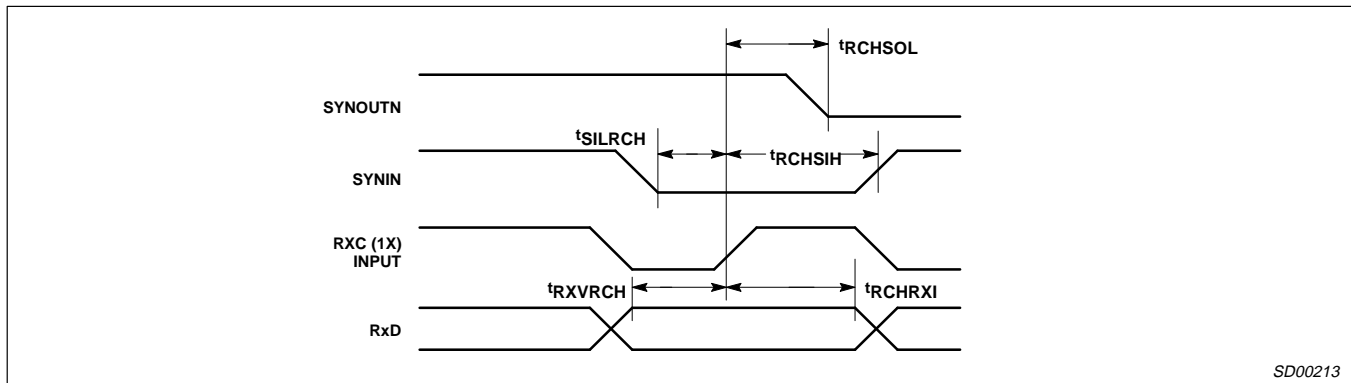 tRCHSOL
SYNOUTN
tSILRCH
tRCHSIH
SYNIN
RXC (1X)
INPUT
tRXVRCH
tRCHRXI
RxD
SD00213